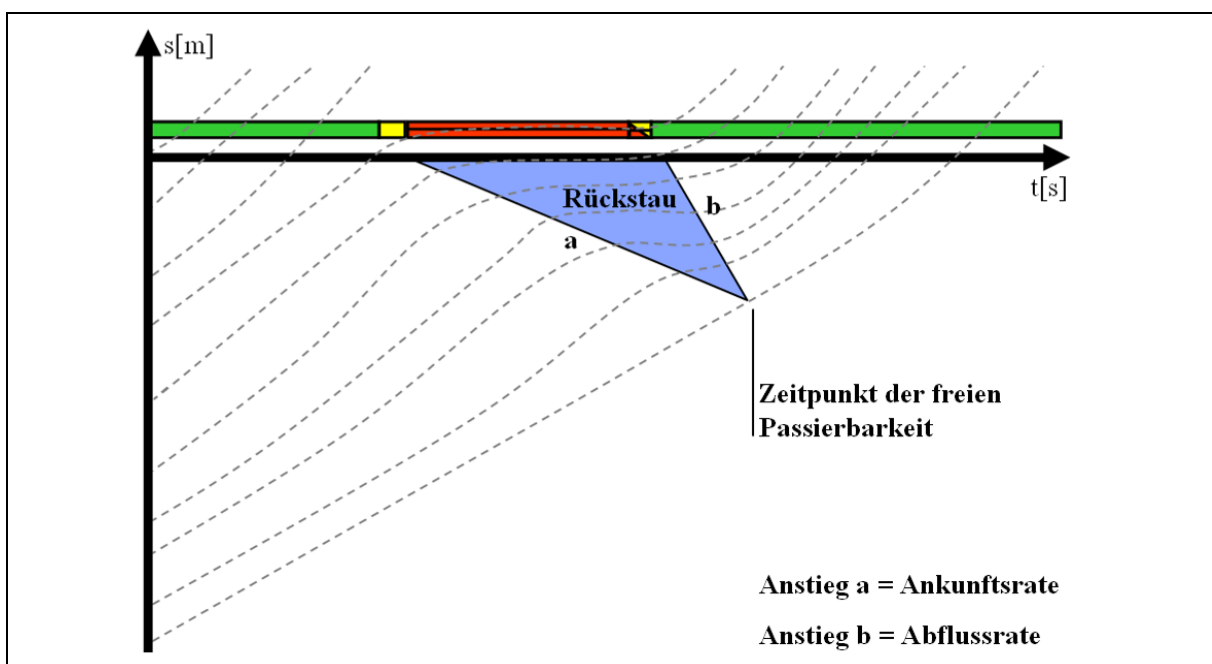 s[m]
t[s]
Rückstau
b
a
Zeitpunkt der freien
Passierbarkeit
Anstieg a = Ankunftsrate
Anstieg b = Abflussrate